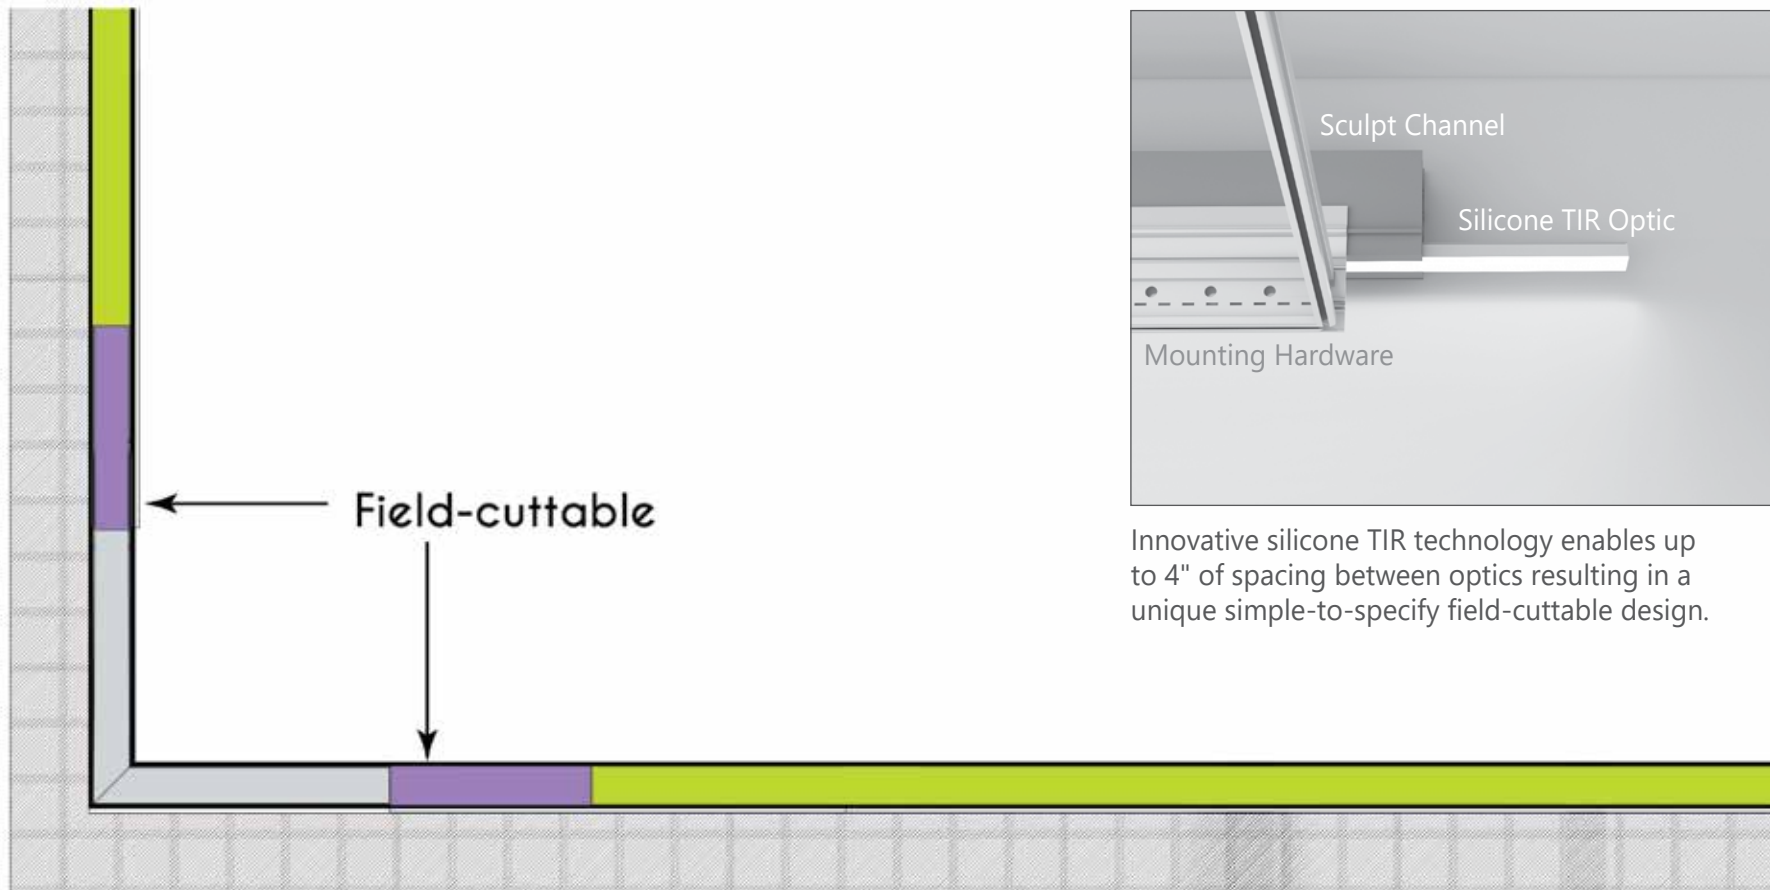 Sculpt Channel
Silicone TIR Optic
Mounting Hardware
Field-cuttable
Innovative silicone TIR technology enables up
to 4" of spacing between optics resulting in a
unique simple-to-specify field-cuttable design.